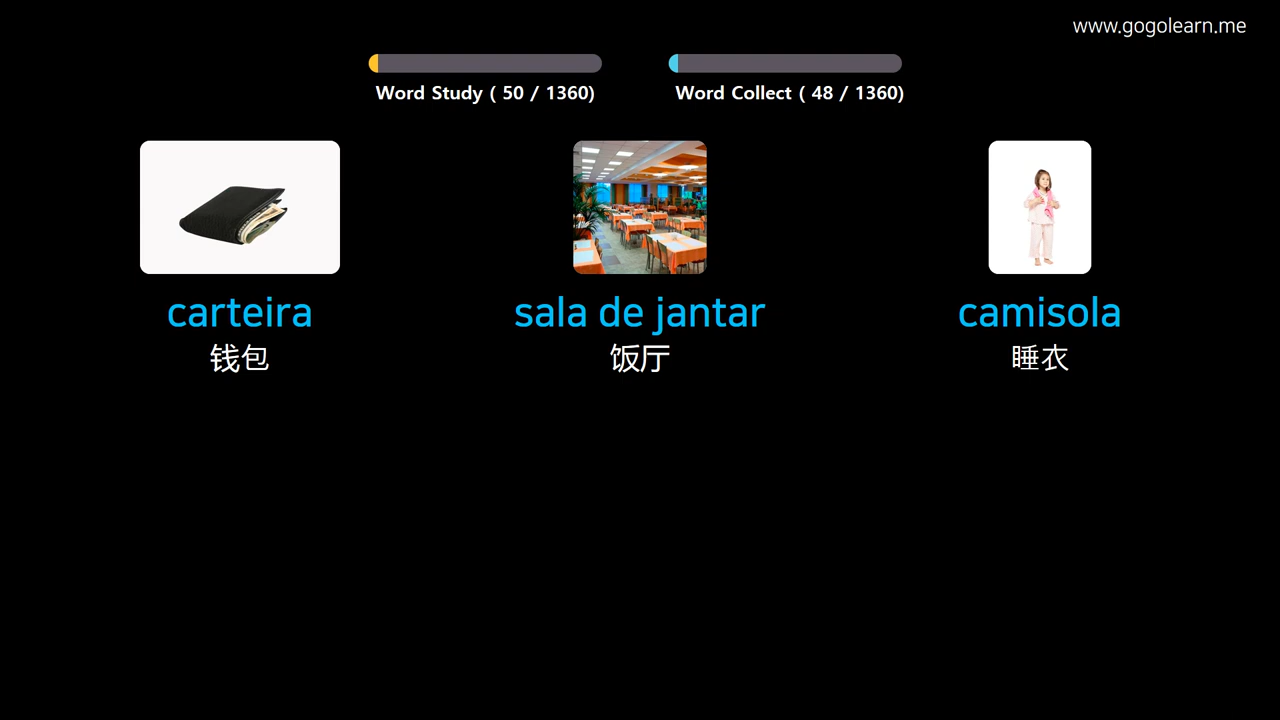 www.gogolearn.me
Word Study ( 50 / 1360)
Word Collect ( 48 / 1360)
carteira
钱包
sala de jantar
饭厅
camisola
睡衣